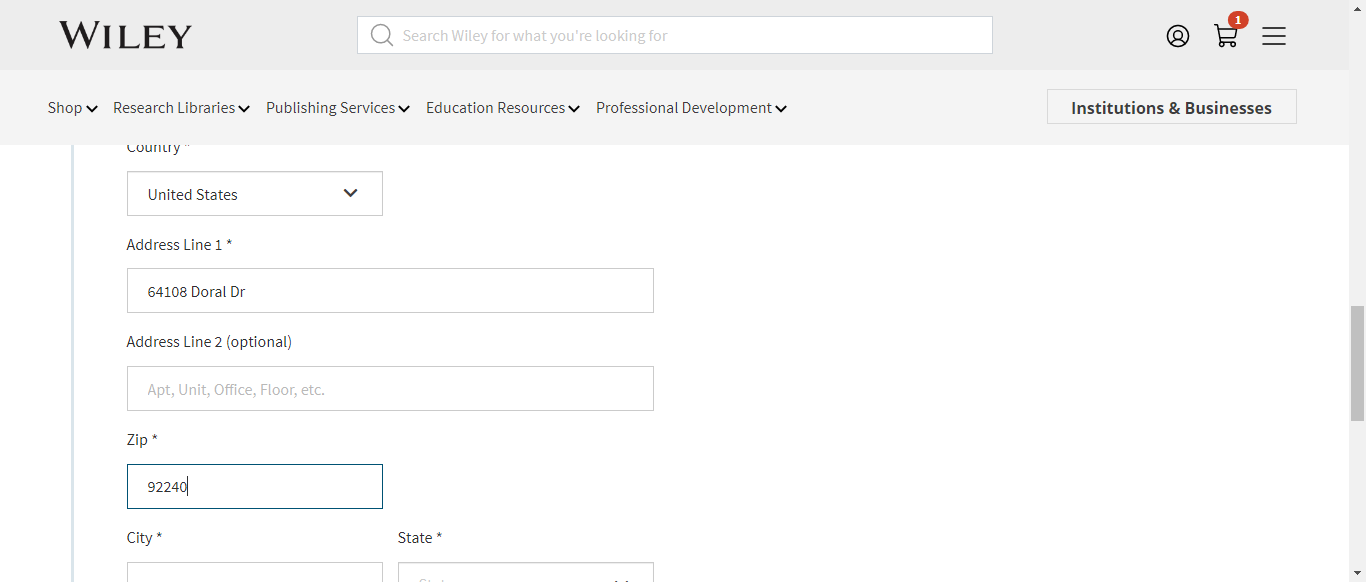 WILEY
Search Wiley for what you're looking for
1
Shop Research Libraries Publishing Services Education Resources Professional Development
Institutions & Businesses
Country *
United States
Address Line 1 *
64108 Doral Dr
Address Line 2 (optional)
Apt, Unit, Office, Floor, etc.
Zip *
92240
City * State *
State